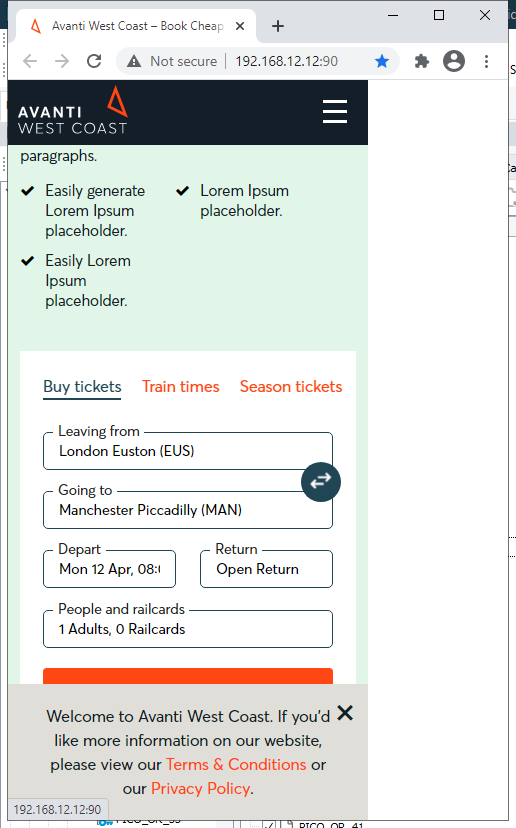 Avanti West Coast – Book Cheap
Not secure
192.168.12.12:90
AVANTI
WEST COAST
paragraphs.
Easily generate
Lorem Ipsum
placeholder.
Lorem Ipsum
placeholder.
Easily Lorem
Ipsum
placeholder.
Buy tickets
Train times
Season tickets
Leaving from
London Euston (EUS)
Going to
Manchester Piccadilly (MAN)
Depart
Mon 12 Apr, 08:
Return
Open Return
People and railcards
1 Adults, 0 Railcards
Welcome to Avanti West Coast. If you'd
like more information on our website,
please view our Terms & Conditions or
our Privacy Policy.
192.168.12.12:90